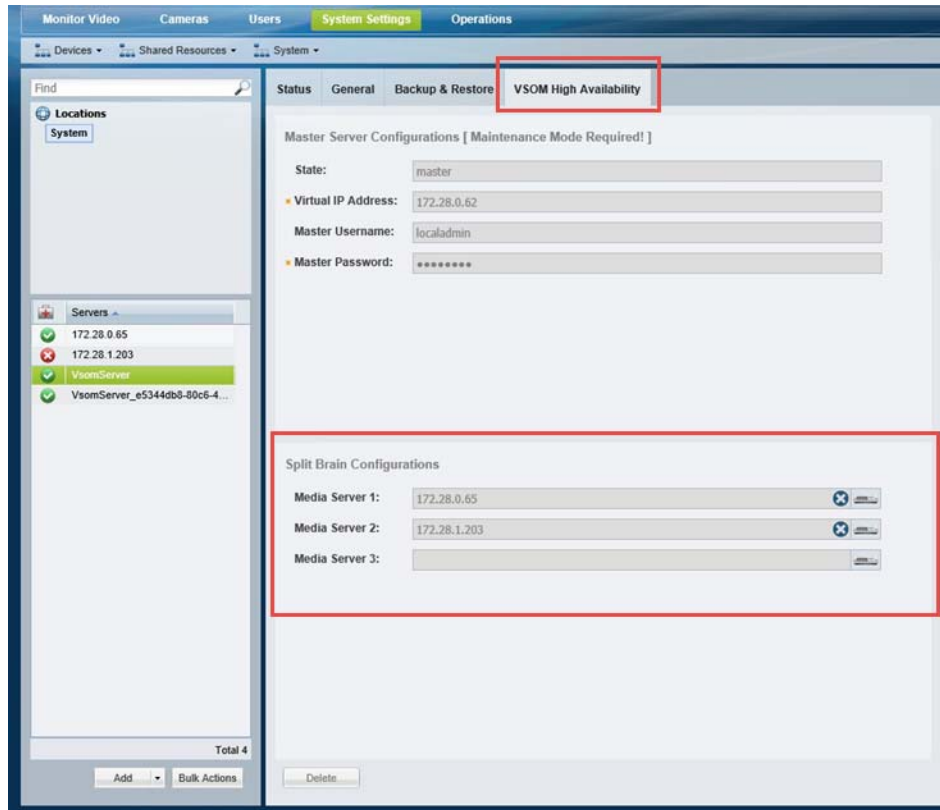 Monitor Video Cameras Users System Settings Operations
Devices Shared Resources System
Find
Locations
System
Servers
172.28.0.65
172.28.1.203
VsomServer
VsomServer_e5344db8-80c6-4...
Total 4
Add Bulk Actions
Status General Backup & Restore VSOM High Availability
Master Server Configurations [ Maintenance Mode Required! ]
State: master
Virtual IP Address: 172.28.0.62
Master Username: localadmin
Master Password: ••••••••
Split Brain Configurations
Media Server 1: 172.28.0.65
Media Server 2: 172.28.1.203
Media Server 3:
Delete